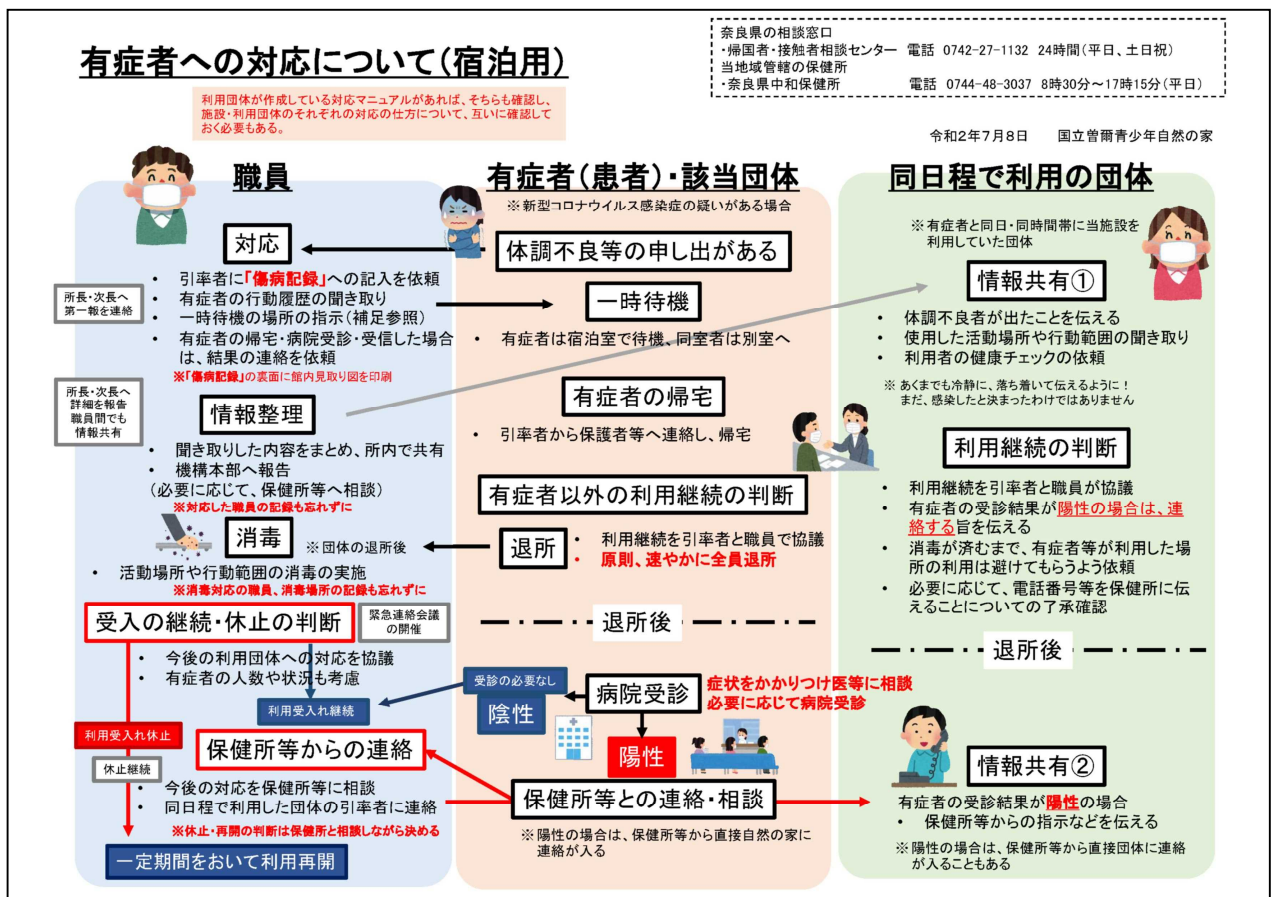 有症者への対応について(宿泊用)
奈良県の相談窓口
・帰国者・接触者相談センター 電話 0742-27-1132 24時間(平日、土日祝)
当地域管轄の保健所
・奈良県中和保健所 電話 0744-48-3037 8時30分～17時15分(平日)
利用団体が作成している対応マニュアルがあれば、そちらも確認し、
施設・利用団体のそれぞれの対応の仕方について、互いに確認して
おく必要もある。
令和2年7月8日 国立曽爾青少年自然の家
職員
対応
・ 引率者に「傷病記録」への記入を依頼
・ 有症者の行動履歴の聞き取り
・ 一時待機の場所の指示(補足参照)
・ 有症者の帰宅・病院受診・受信した場合
は、結果の連絡を依頼
※「傷病記録」の裏面に館内見取り図を印刷
所長・次長へ
第一報を連絡
所長・次長へ
詳細を報告
職員間でも
情報共有
情報整理
・ 聞き取りした内容をまとめ、所内で共有
・ 機構本部へ報告
(必要に応じて、保健所等へ相談)
※対応した職員の記録も忘れずに
消毒
※団体の退所後
・ 活動場所や行動範囲の消毒の実施
※消毒対応の職員、消毒場所の記録も忘れずに
受入の継続・休止の判断
緊急連絡会議
の開催
・ 今後の利用団体への対応を協議
・ 有症者の人数や状況も考慮
利用受入れ継続
利用受入れ休止
休止継続
保健所等からの連絡
・ 今後の対応を保健所等に相談
・ 同日程で利用した団体の引率者に連絡
※休止・再開の判断は保健所と相談しながら決める
一定期間をおいて利用再開
有症者(患者)・該当団体
※新型コロナウイルス感染症の疑いがある場合
体調不良等の申し出がある
一時待機
・ 有症者は宿泊室で待機、同室者は別室へ
有症者の帰宅
・ 引率者から保護者等へ連絡し、帰宅
有症者以外の利用継続の判断
退所
・ 利用継続を引率者と職員で協議
・ 原則、速やかに全員退所
退所後
受診の必要なし
陰性
病院受診
症状をかかりつけ医等に相談
必要に応じて病院受診
陽性
保健所等との連絡・相談
※陽性の場合は、保健所等から直接自然の家に
連絡が入る
同日程で利用の団体
※有症者と同日・同時間帯に当施設を
利用していた団体
情報共有①
・ 体調不良者が出たことを伝える
・ 使用した活動場所や行動範囲の聞き取り
・ 利用者の健康チェックの依頼
※ あくまでも冷静に、落ち着いて伝えるように！
まだ、感染したと決まったわけではありません
利用継続の判断
・ 利用継続を引率者と職員が協議
・ 有症者の受診結果が陽性の場合は、連
絡する旨を伝える
・ 消毒が済むまで、有症者等が利用した場
所の利用は避けてもらうよう依頼
・ 必要に応じて、電話番号等を保健所に伝
えることについての了承確認
退所後
情報共有②
有症者の受診結果が陽性の場合
・ 保健所等からの指示などを伝える
※陽性の場合は、保健所等から直接団体に連絡
が入ることもある